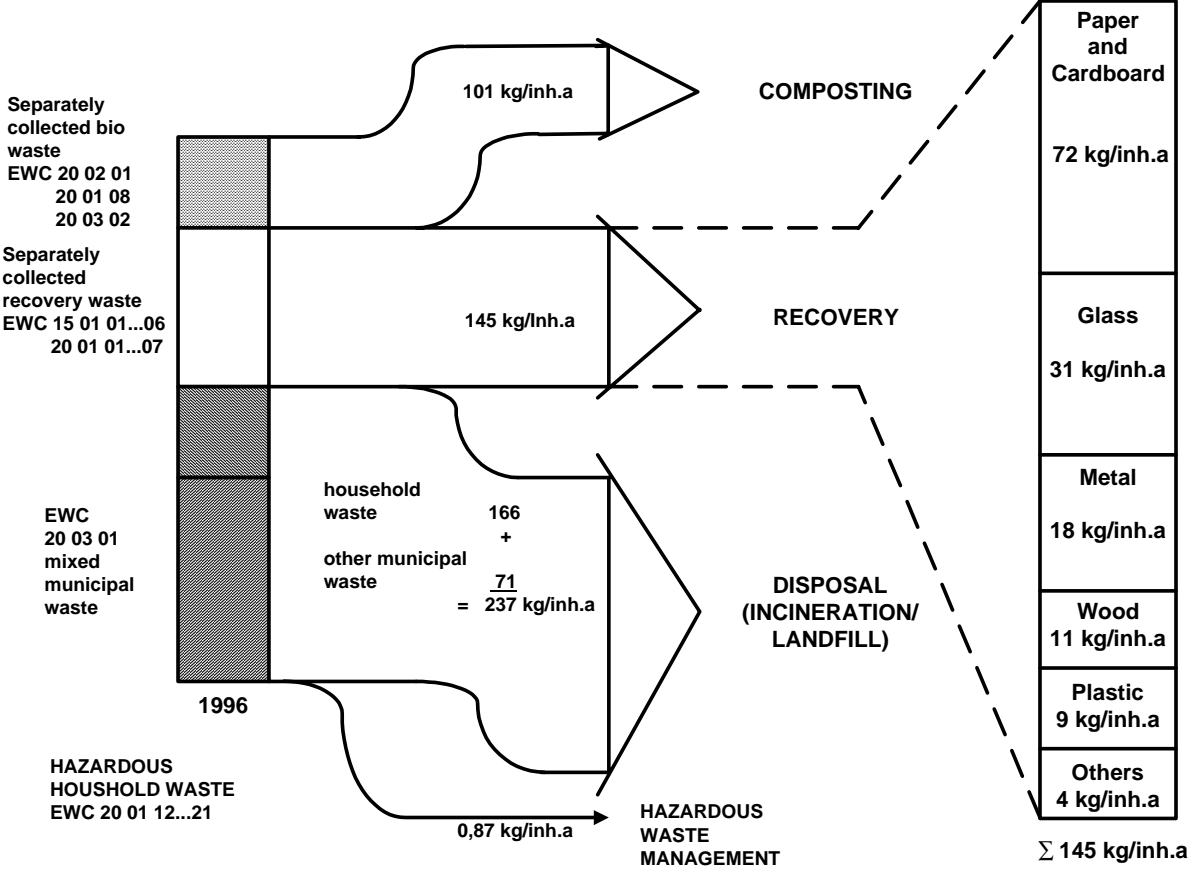 Separately
collected bio
waste
EWC 20 02 01
20 01 08
20 03 02
Separately
collected
recovery waste
EWC 15 01 01...06
20 01 01...07
EWC
20 03 01
mixed
municipal
waste
1996
HAZARDOUS
HOUSHOLD WASTE
EWC 20 01 12...21
101 kg/inh.a
145 kg/Inh.a
household
waste 166
+
other municipal
waste 71
= 237 kg/inh.a
0,87 kg/inh.a
COMPOSTING
RECOVERY
DISPOSAL
(INCINERATION/
LANDFILL)
HAZARDOUS
WASTE
MANAGEMENT
Paper
and
Cardboard
72 kg/inh.a
Glass
31 kg/inh.a
Metal
18 kg/inh.a
Wood
11 kg/inh.a
Plastic
9 kg/inh.a
Others
4 kg/inh.a
∑ 145 kg/inh.a